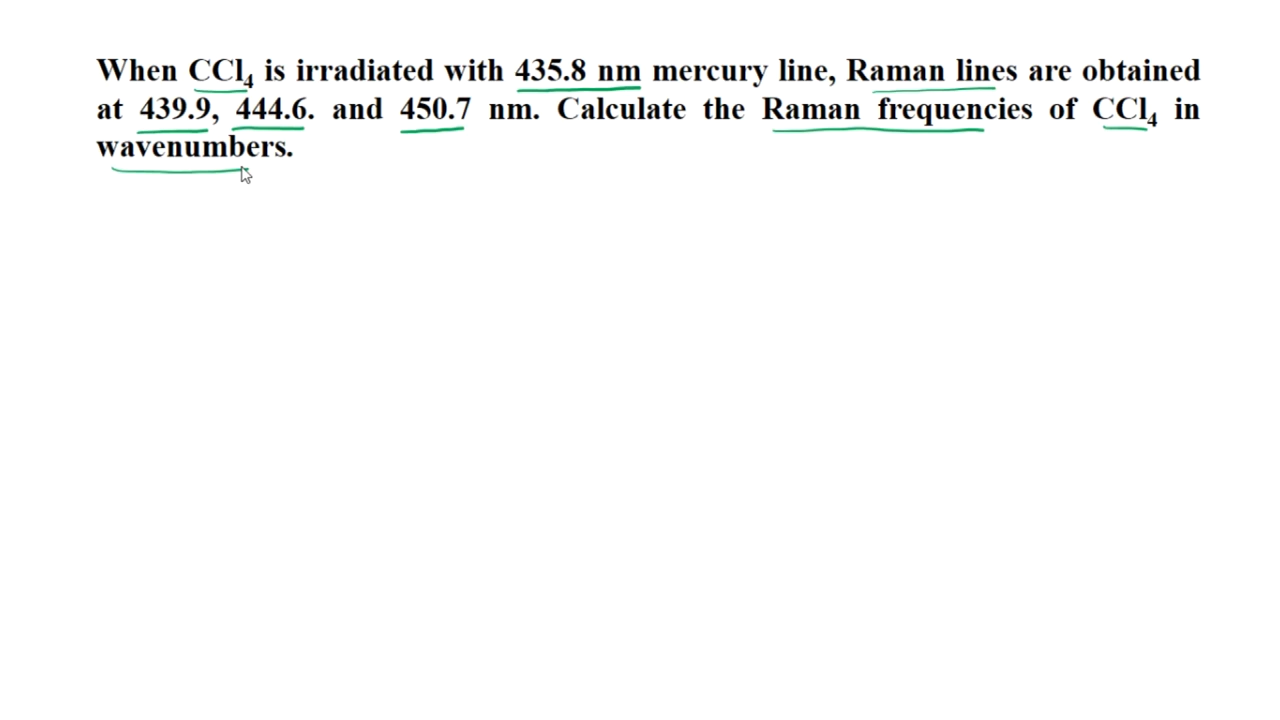 When CCl₄ is irradiated with 435.8 nm mercury line, Raman lines are obtained
at 439.9, 444.6. and 450.7 nm. Calculate the Raman frequencies of CCl₄ in
wavenumbers.